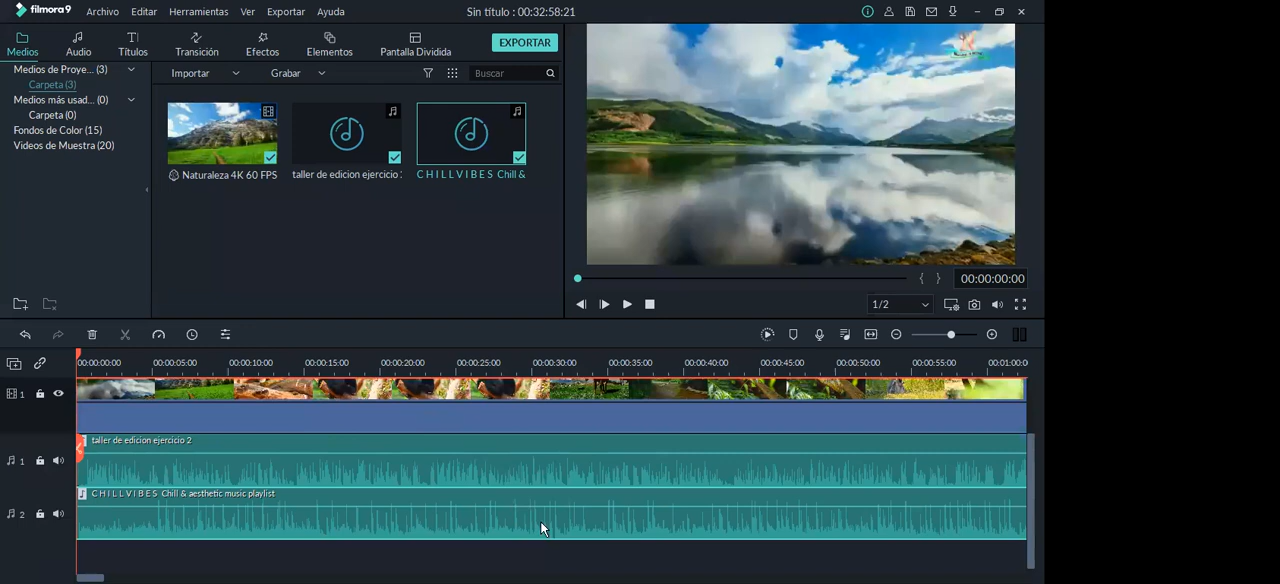 filmora9 Archivo Editar Herramientas Ver Exportar Ayuda Sin título : 00:32:58:21
Medios Audio Títulos Transición Efectos Elementos Pantalla Dividida EXPORTAR
Medios de Proye... (3) Importar Grabar Buscar
Carpeta (3)
Medios más usad... (0)
Carpeta (0)
Fondos de Color (15)
Videos de Muestra (20)
Naturaleza 4K 60 FPS taller de edicion ejercicio C H I L L V I B E S Chill &
00:00:00:00
1/2
00:00:00:00 00:00:05:00 00:00:10:00 00:00:15:00 00:00:20:00 00:00:25:00 00:00:30:00 00:00:35:00 00:00:40:00 00:00:45:00 00:00:50:00 00:00:55:00 00:01:00:0
1
taller de edicion ejercicio 2
1
C H I L L V I B E S Chill & aesthetic music playlist
2